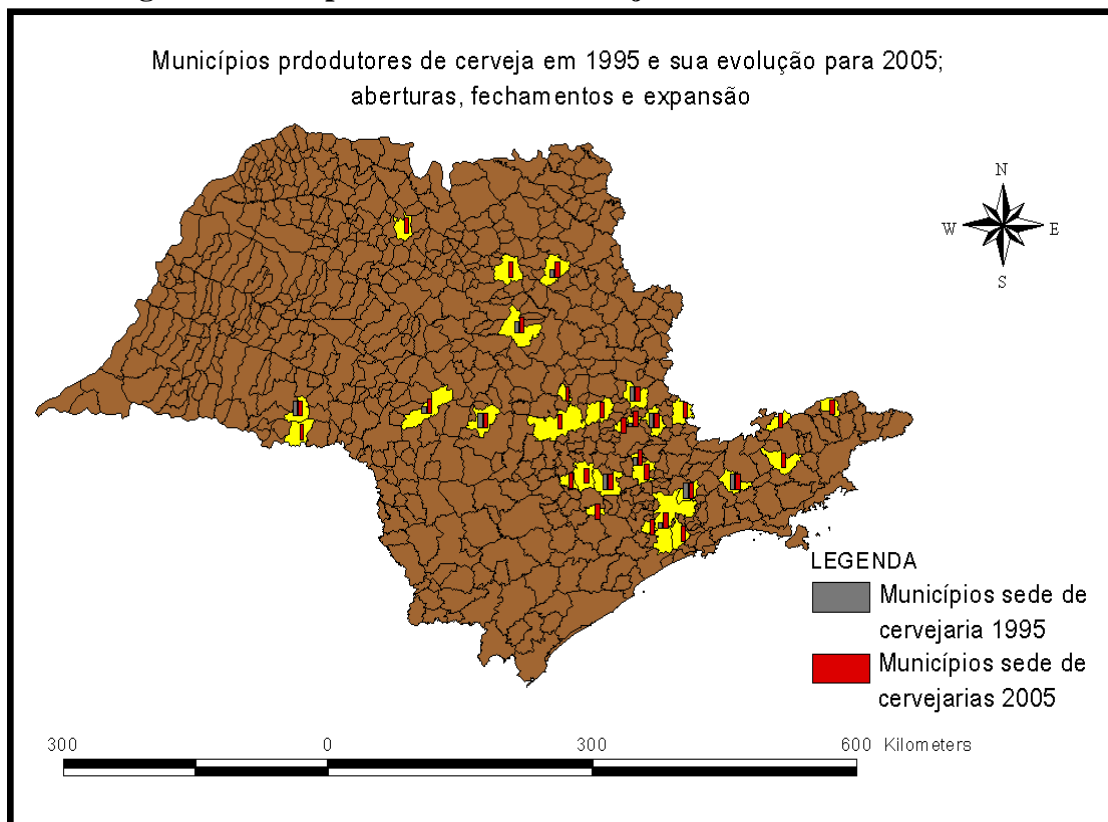 Municípios prdodutores de cerveja em 1995 e sua evolução para 2005;
aberturas, fechamentos e expansão
N
W
E
S
LEGENDA
Municípios sede de
cervejaria 1995
Municípios sede de
cervejarias 2005
300
0
300
600 Kilometers